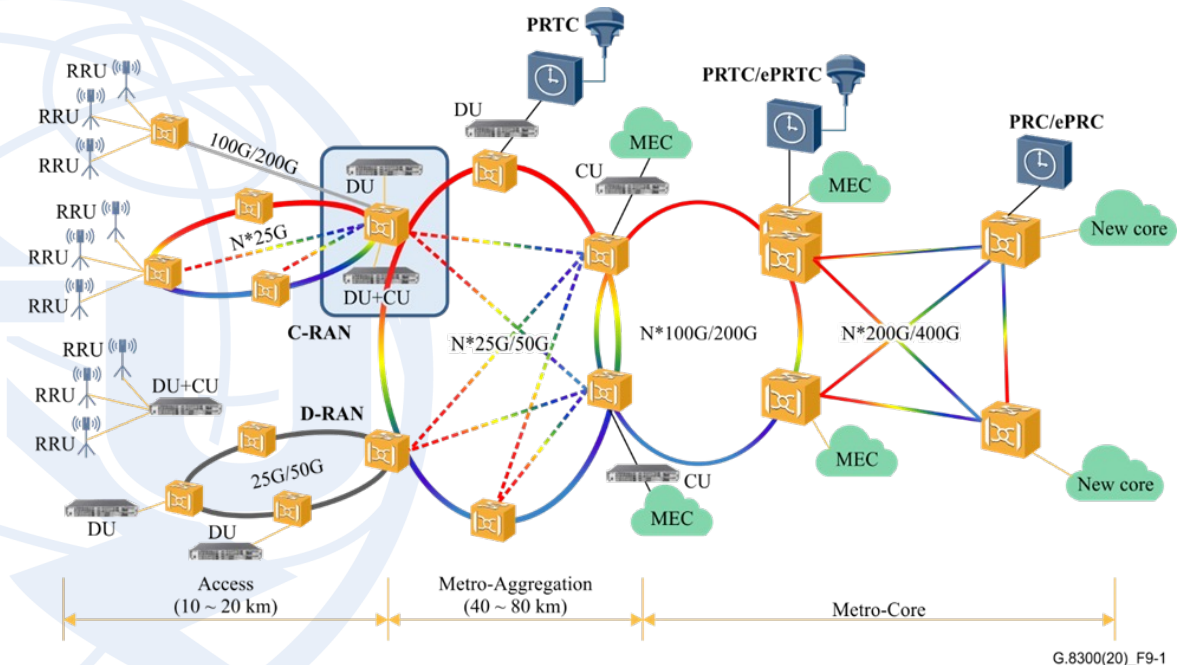 PRTC
PRTC/ePRTC
PRC/ePRC
RRU
RRU
RRU
100G/200G
DU
DU
MEC
CU
MEC
New core
RRU
RRU
RRU
N*25G
DU+CU
C-RAN
N*25G/50G
N*100G/200G
N*200G/400G
RRU
RRU
RRU
DU+CU
D-RAN
25G/50G
DU
DU
CU
MEC
MEC
New core
Access
(10 ~ 20 km)
Metro-Aggregation
(40 ~ 80 km)
Metro-Core
G.8300(20)_F9-1